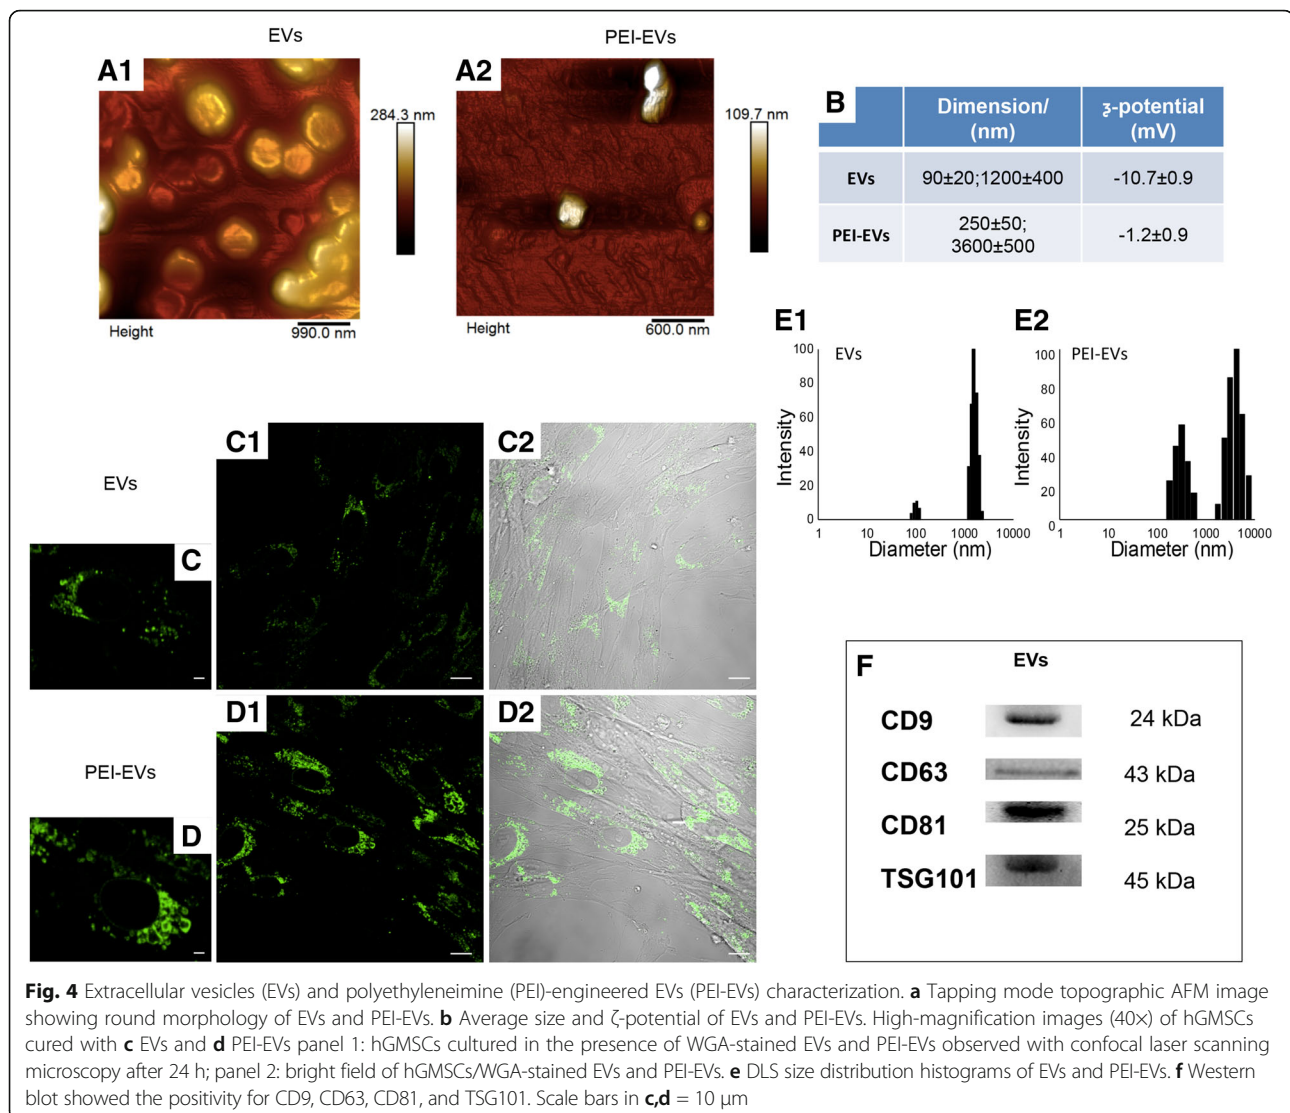 EVs
PEI-EVs
A1
A2
284.3 nm
109.7 nm
Height
990.0 nm
Height
600.0 nm
B
Dimension/ (nm)
ʒ-potential (mV)
EVs
90±20;1200±400
-10.7±0.9
PEI-EVs
250±50;
3600±500
-1.2±0.9
E1
E2
EVs
100
80
60
40
20
0
Intensity
1
10
100
1000
10000
Diameter (nm)
PEI-EVs
100
80
60
40
20
0
Intensity
1
10
100
1000
10000
Diameter (nm)
EVs
C
C1
C2
PEI-EVs
D
D1
D2
F
EVs
CD9
24 kDa
CD63
43 kDa
CD81
25 kDa
TSG101
45 kDa
Fig. 4 Extracellular vesicles (EVs) and polyethyleneimine (PEI)-engineered EVs (PEI-EVs) characterization. a Tapping mode topographic AFM image
showing round morphology of EVs and PEI-EVs. b Average size and ζ-potential of EVs and PEI-EVs. High-magnification images (40×) of hGMSCs
cured with c EVs and d PEI-EVs panel 1: hGMSCs cultured in the presence of WGA-stained EVs and PEI-EVs observed with confocal laser scanning
microscopy after 24 h; panel 2: bright field of hGMSCs/WGA-stained EVs and PEI-EVs. e DLS size distribution histograms of EVs and PEI-EVs. f Western
blot showed the positivity for CD9, CD63, CD81, and TSG101. Scale bars in c,d = 10 μm